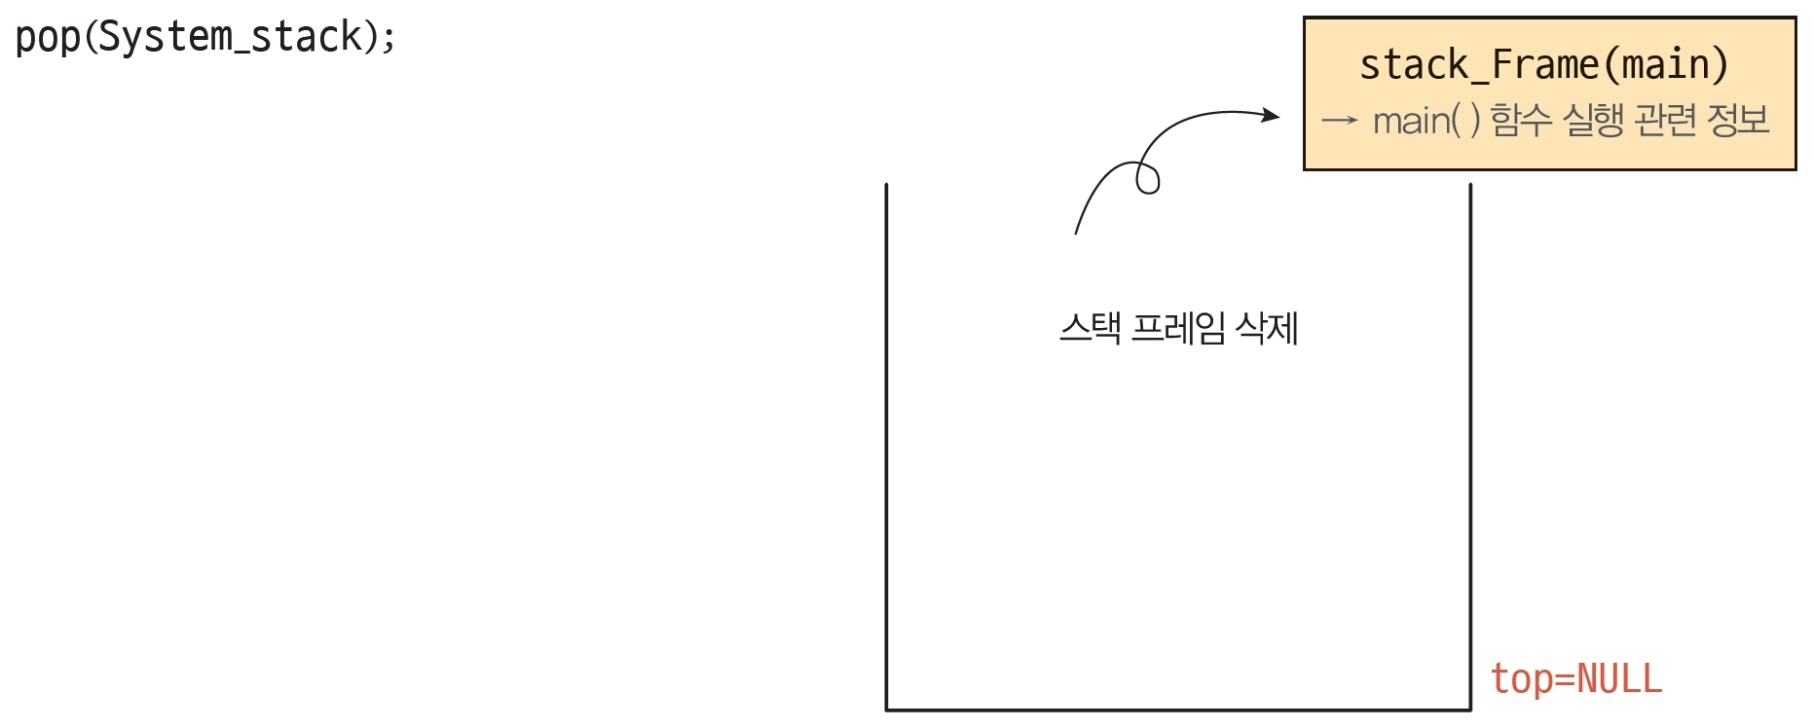 pop(System_stack);
stack_Frame(main)
→ main( ) 함수 실행 관련 정보
스택 프레임 삭제
top=NULL